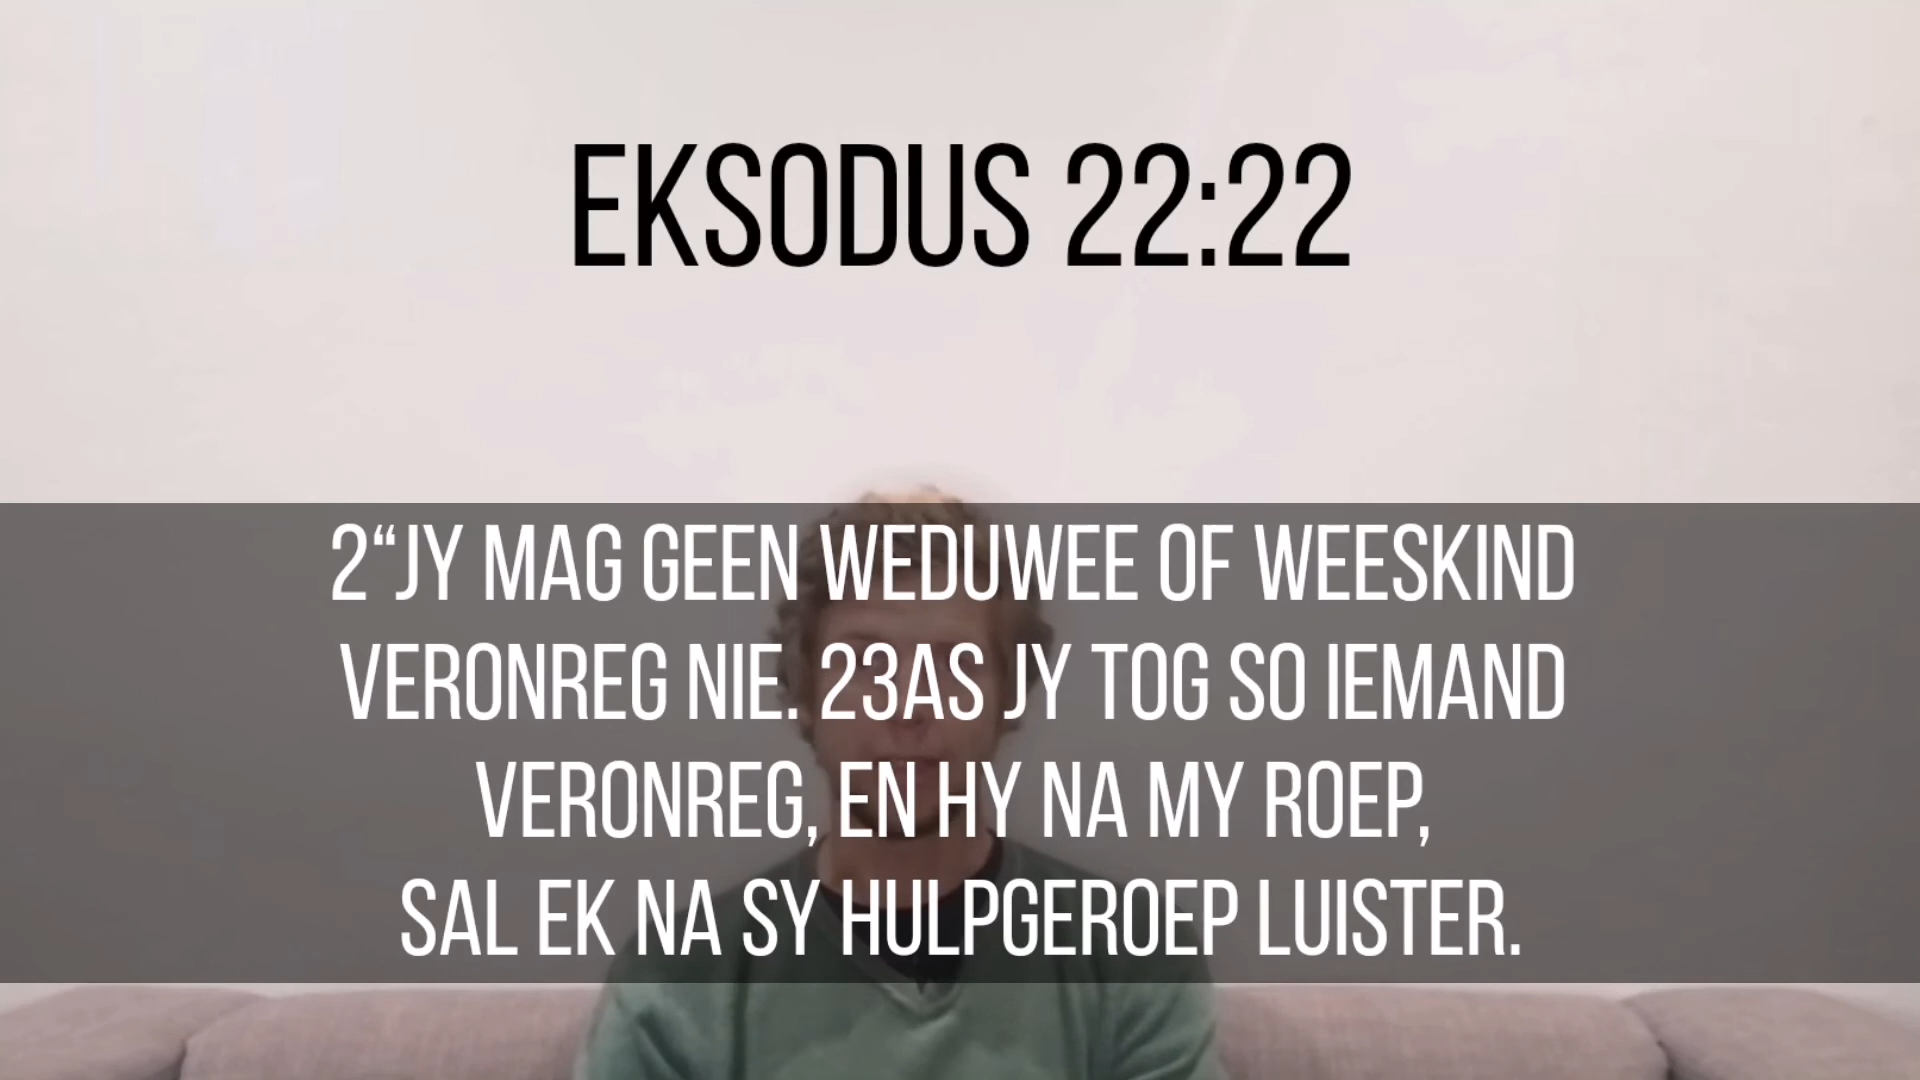 EKSODUS 22:22
2“JY MAG GEEN WEDUWEE OF WEESKIND
VERONREG NIE. 23AS JY TOG SO IEMAND
VERONREG, EN HY NA MY ROEP,
SAL EK NA SY HULPGEROEP LUISTER.